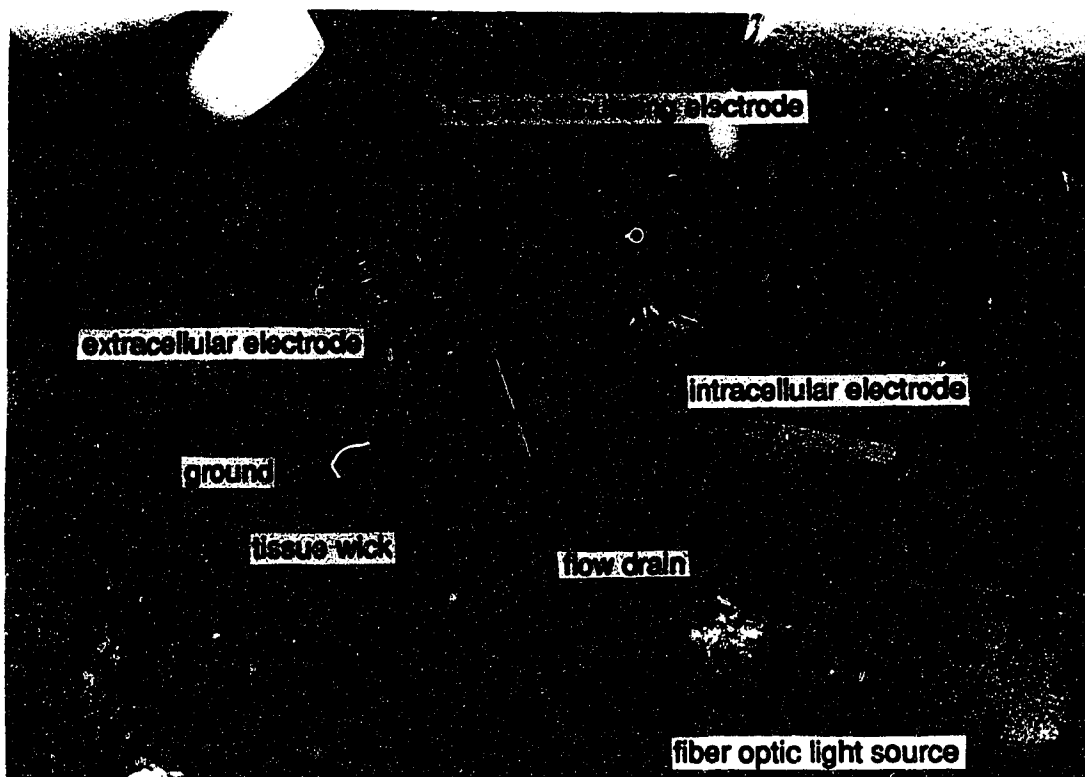 electrode
extracellular electrode
intracellular electrode
ground
tissue wick
flow drain
fiber optic light source